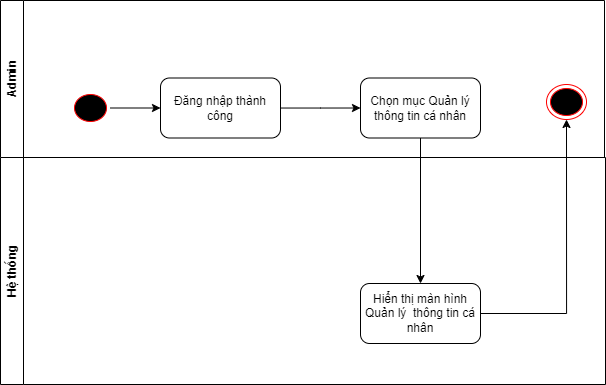 Admin
Đăng nhập thành
công
Chọn mục Quản lý
thông tin cá nhân
Hệ thống
Hiển thị màn hình
Quản lý thông tin cá
nhân